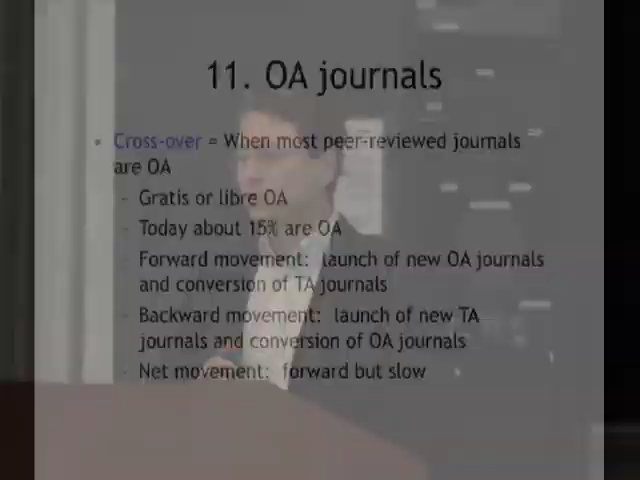 11. OA journals
• Cross-over = When most peer-reviewed journals
are OA
- Gratis or libre OA
- Today about 15% are OA
- Forward movement: launch of new OA journals
and conversion of TA journals
- Backward movement: launch of new TA
journals and conversion of OA journals
- Net movement: forward but slow